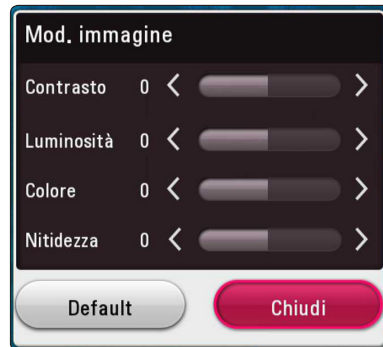 Mod. immagine
Contrasto 0
Luminosità 0
Colore 0
Nitidezza 0
Default Chiudi